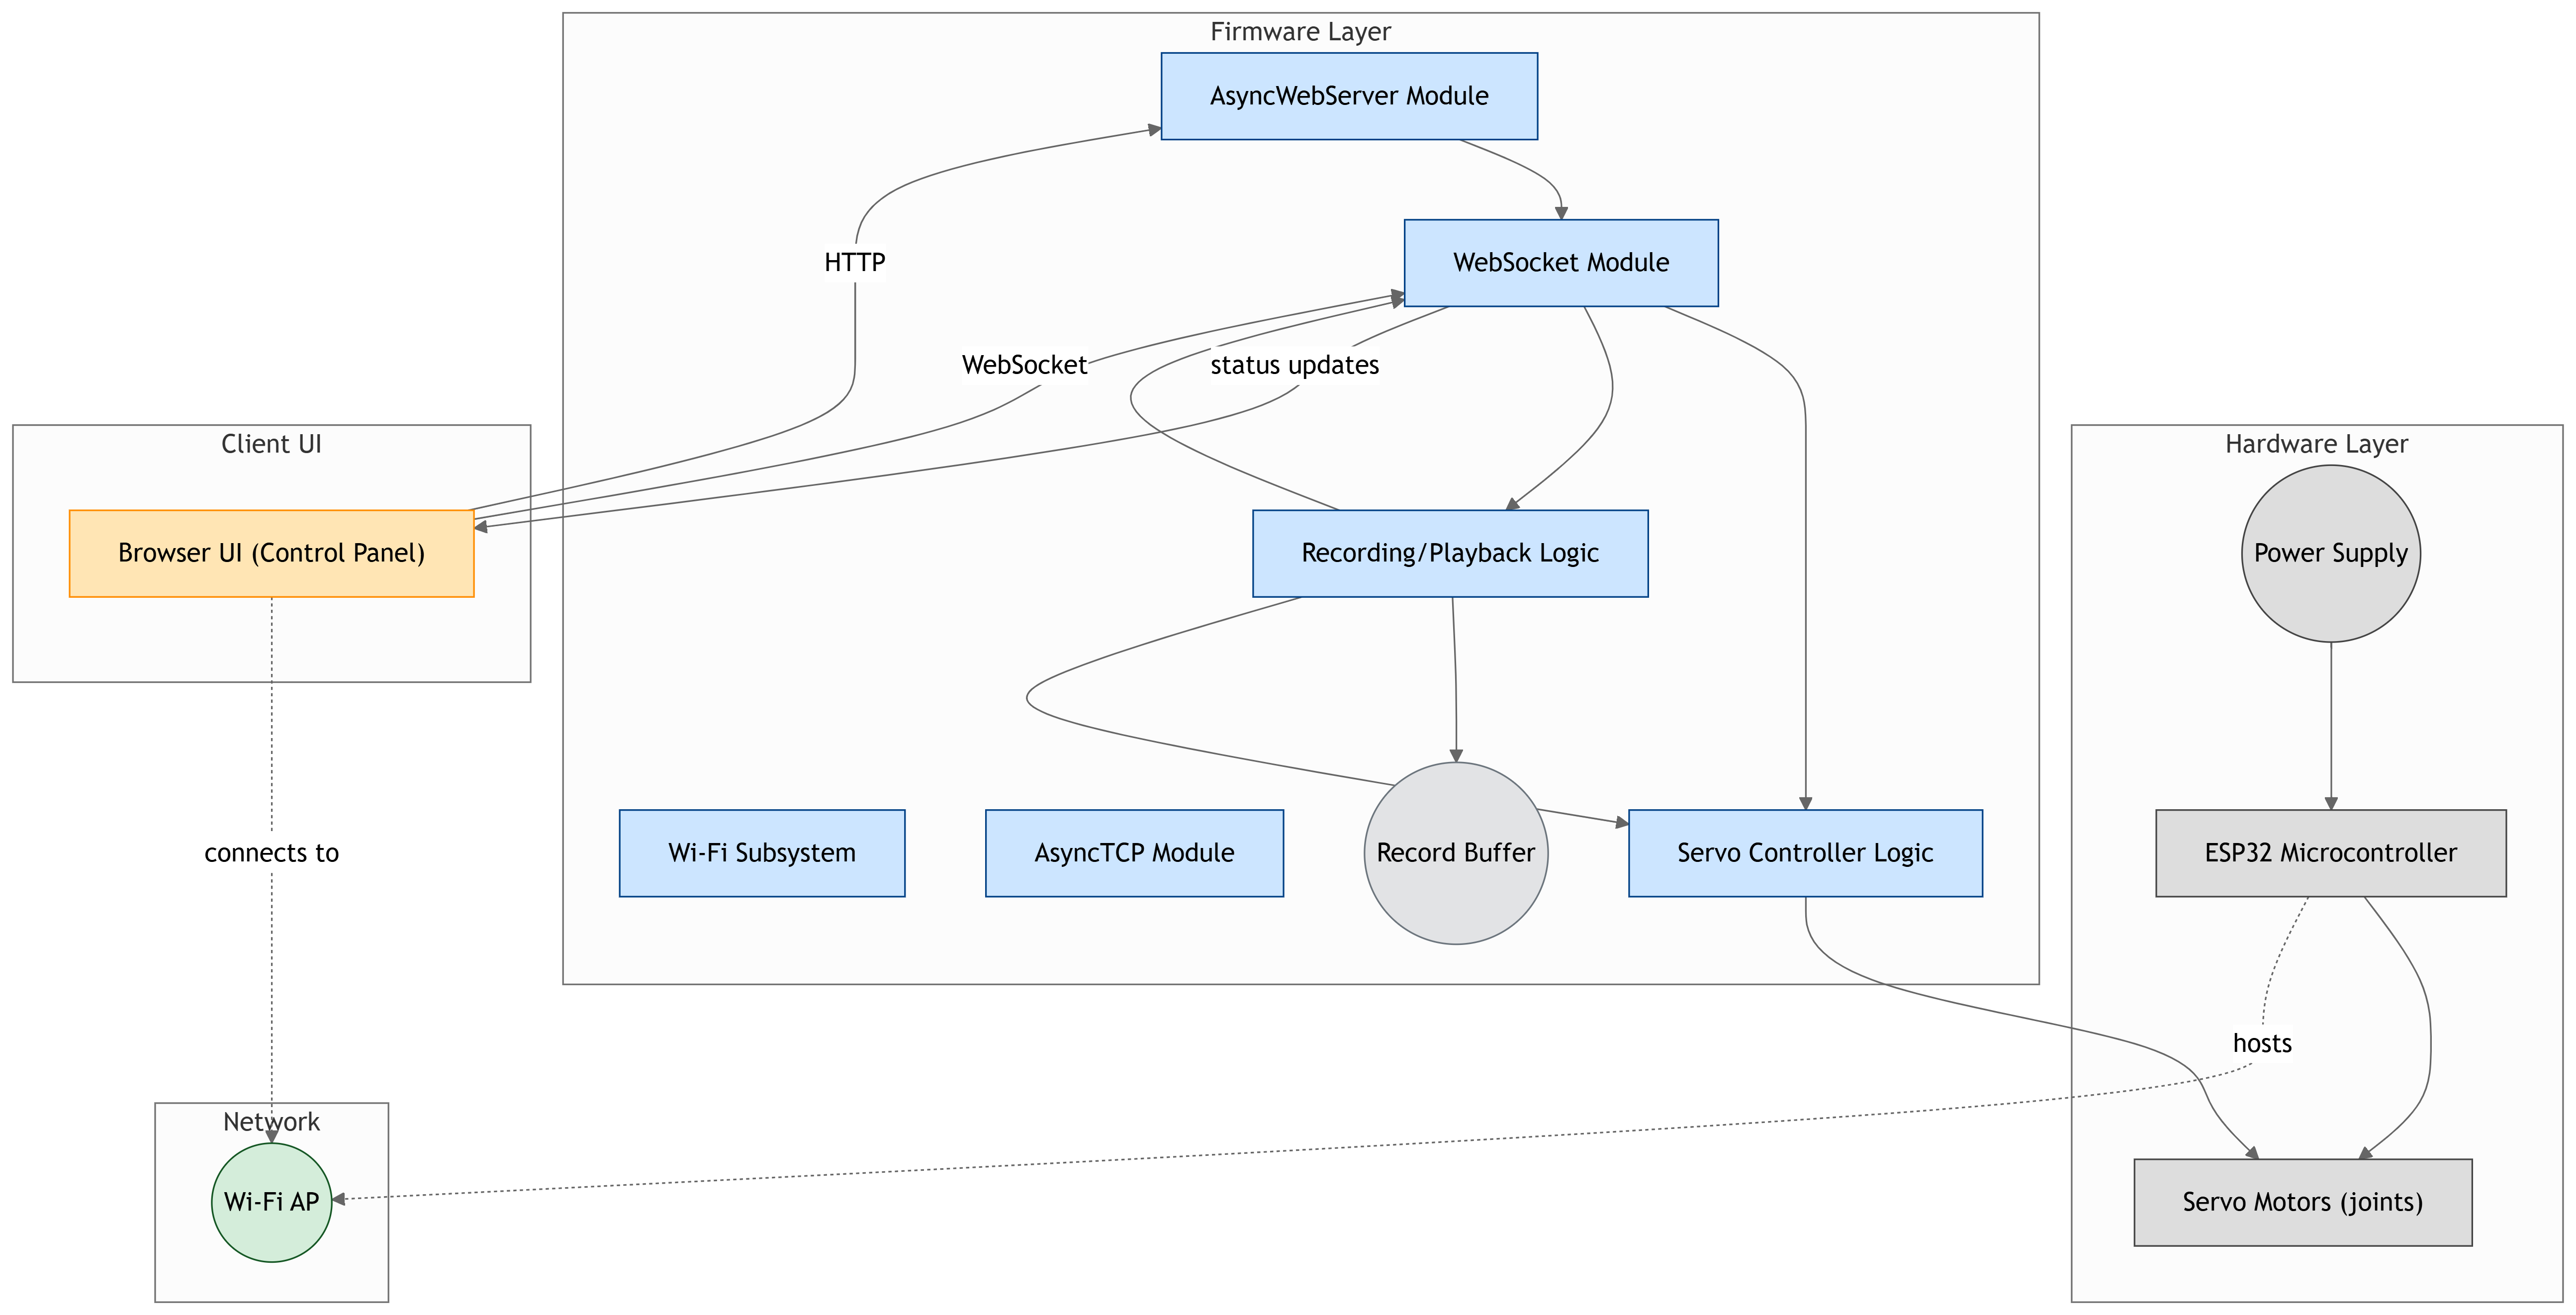 Firmware Layer
AsyncWebServer Module
HTTP
WebSocket Module
WebSocket
status updates
Client UI
Browser UI (Control Panel)
Recording/Playback Logic
Hardware Layer
Power Supply
connects to
Wi-Fi Subsystem
AsyncTCP Module
Record Buffer
Servo Controller Logic
ESP32 Microcontroller
hosts
Network
Wi-Fi AP
Servo Motors (joints)